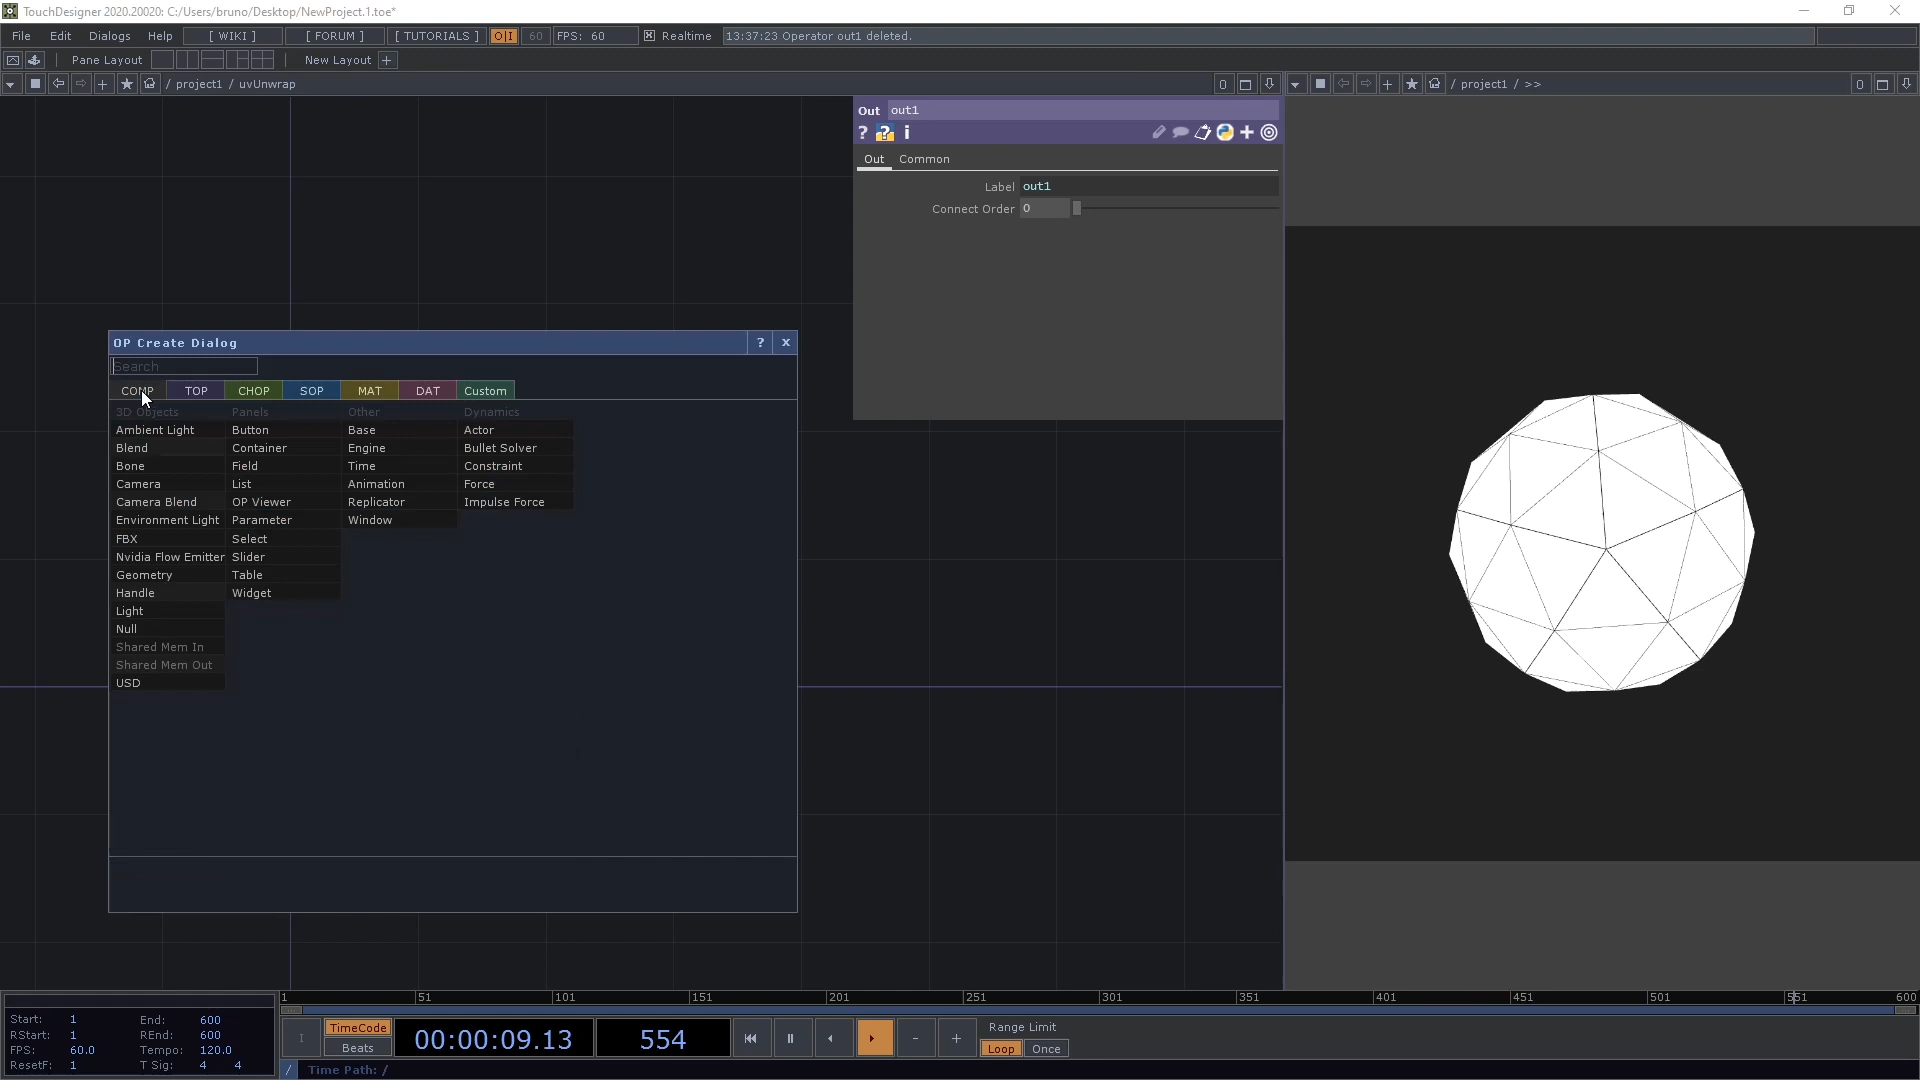 TouchDesigner 2020.20020: C:/Users/bruno/Desktop/NewProject.1.toe*
File Edit Dialogs Help [ WIKI ] [ FORUM ] [ TUTORIALS ] O|I 60 FPS: 60 Realtime 13:37:23 Operator out1 deleted.
Pane Layout New Layout +
/ project1 / uvUnwrap 0
/ project1 / >> 0
Out out1
? ? i
Out Common
Label out1
Connect Order 0
OP Create Dialog ? x
Search
COMP TOP CHOP SOP MAT DAT Custom
3D Objects Panels Other Dynamics
Ambient Light Button Base Actor
Blend Container Engine Bullet Solver
Bone Field Time Constraint
Camera List Animation Force
Camera Blend OP Viewer Replicator Impulse Force
Environment Light Parameter Window
FBX Select
Nvidia Flow Emitter Slider
Geometry Table
Handle Widget
Light
Null
Shared Mem In
Shared Mem Out
USD
1 51 101 151 201 251 301 351 401 451 501 551 600
Start: 1 End: 600
RStart: 1 REnd: 600
FPS: 60.0 Tempo: 120.0
ResetF: 1 T Sig: 4 4
I TimeCode Beats 00:00:09.13 554 - + Range Limit
Loop Once
/ Time Path: /